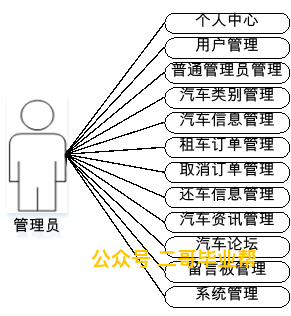 个人中心
用户管理
普通管理员管理
汽车类别管理
汽车信息管理
租车订单管理
取消订单管理
还车信息管理
汽车资讯管理
汽车论坛
留言板管理
系统管理
管理员
公众号 二哥毕业帮